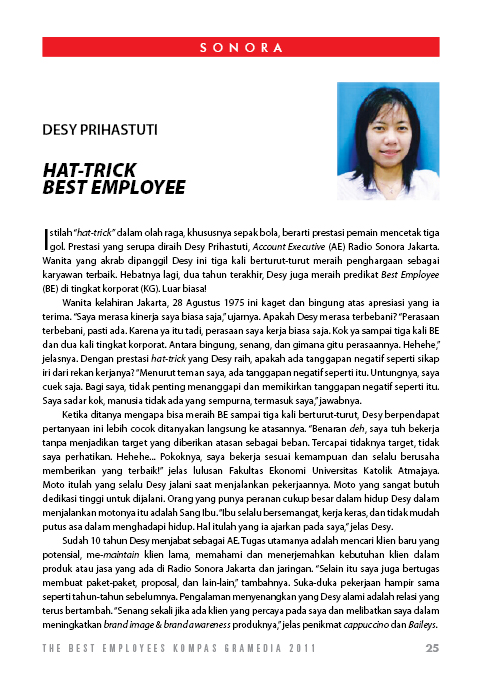 SONORA
DESY PRIHASTUTI
HAT-TRICK
BEST EMPLOYEE
Istilah "hat-trick" dalam olah raga, khususnya sepak bola, berarti prestasi pemain mencetak tiga
gol. Prestasi yang serupa diraih Desy Prihastuti, Account Executive (AE) Radio Sonora Jakarta.
Wanita yang akrab dipanggil Desy ini tiga kali berturut-turut meraih penghargaan sebagai
karyawan terbaik. Hebatnya lagi, dua tahun terakhir, Desy juga meraih predikat Best Employee
(BE) di tingkat korporat (KG). Luar biasa!
Wanita kelahiran Jakarta, 28 Agustus 1975 ini kaget dan bingung atas apresiasi yang ia
terima. "Saya merasa kinerja saya biasa saja," ujarnya. Apakah Desy merasa terbebani? "Perasaan
terbebani, pasti ada. Karena ya itu tadi, perasaan saya kerja biasa saja. Kok ya sampai tiga kali BE
dan dua kali tingkat korporat. Antara bingung, senang, dan gimana gitu perasaannya. Hehehe,"
jelasnya. Dengan prestasi hat-trick yang Desy raih, apakah ada tanggapan negatif seperti sikap
iri dari rekan kerjanya? "Menurut teman saya, ada tanggapan negatif seperti itu. Untungnya, saya
cuek saja. Bagi saya, tidak penting menanggapi dan memikirkan tanggapan negatif seperti itu.
Saya sadar kok, manusia tidak ada yang sempurna, termasuk saya," jawabnya.
Ketika ditanya mengapa bisa meraih BE sampai tiga kali berturut-turut, Desy berpendapat
pertanyaan ini lebih cocok ditanyakan langsung ke atasannya. "Benaran deh, saya tuh bekerja
tanpa menjadikan target yang diberikan atasan sebagai beban. Tercapai tidaknya target, tidak
saya perhatikan. Hehehe... Pokoknya, saya bekerja sesuai kemampuan dan selalu berusaha
memberikan yang terbaik!" jelas lulusan Fakultas Ekonomi Universitas Katolik Atmajaya.
Moto itulah yang selalu Desy jalani saat menjalankan pekerjaannya. Moto yang sangat butuh
dedikasi tinggi untuk dijalani. Orang yang punya peranan cukup besar dalam hidup Desy dalam
menjalankan motonya itu adalah Sang Ibu. "Ibu selalu bersemangat, kerja keras, dan tidak mudah
putus asa dalam menghadapi hidup. Hal itulah yang ia ajarkan pada saya," jelas Desy.
Sudah 10 tahun Desy menjabat sebagai AE. Tugas utamanya adalah mencari klien baru yang
potensial, me-maintain klien lama, memahami dan menerjemahkan kebutuhan klien dalam
produk atau jasa yang ada di Radio Sonora Jakarta dan jaringan. "Selain itu saya juga bertugas
membuat paket-paket, proposal, dan lain-lain," tambahnya. Suka-duka pekerjaan hampir sama
seperti tahun-tahun sebelumnya. Pengalaman menyenangkan yang Desy alami adalah relasi yang
terus bertambah. "Senang sekali jika ada klien yang percaya pada saya dan melibatkan saya dalam
meningkatkan brand image & brand awareness produknya," jelas penikmat cappuccino dan Baileys.
THE BEST EMPLOYEES KOMPAS GRAMEDIA 2011 25